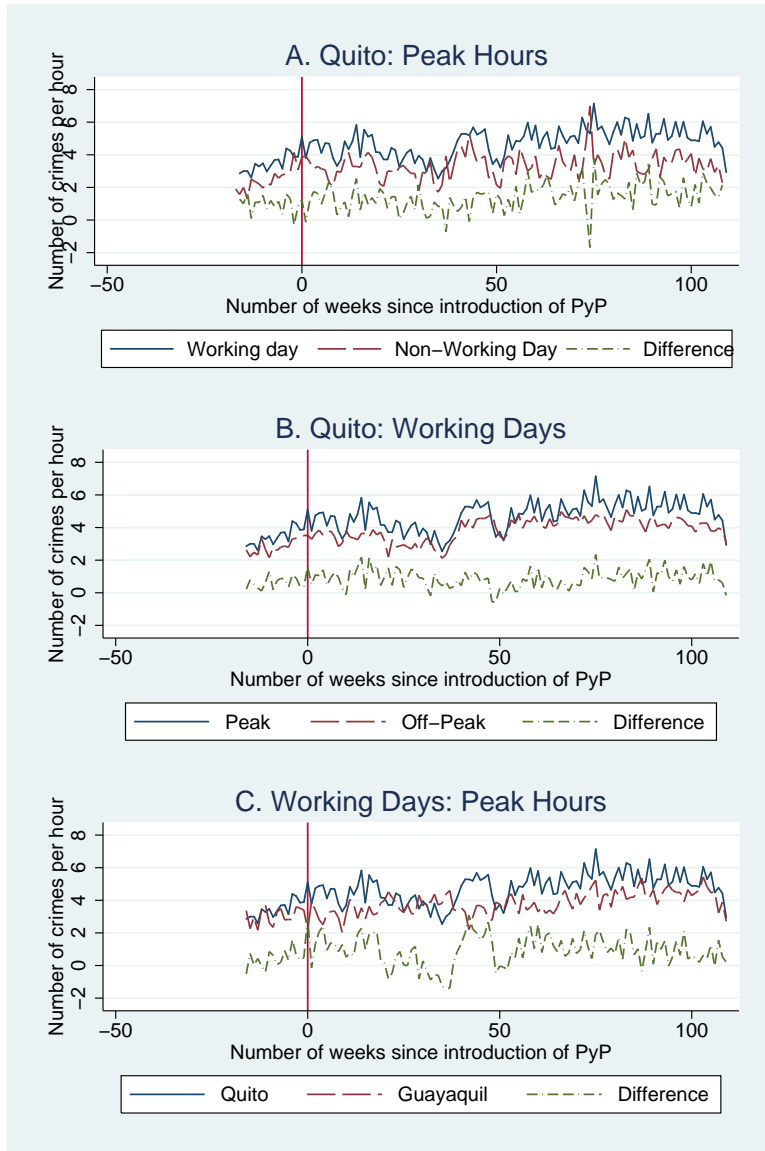 A. Quito: Peak Hours
Number of crimes per hour
8
6
4
2
0
−2
−50 0 50 100
Number of weeks since introduction of PyP
Working day Non−Working Day Difference
B. Quito: Working Days
Number of crimes per hour
8
6
4
2
0
−2
−50 0 50 100
Number of weeks since introduction of PyP
Peak Off−Peak Difference
C. Working Days: Peak Hours
Number of crimes per hour
8
6
4
2
0
−2
−50 0 50 100
Number of weeks since introduction of PyP
Quito Guayaquil Difference